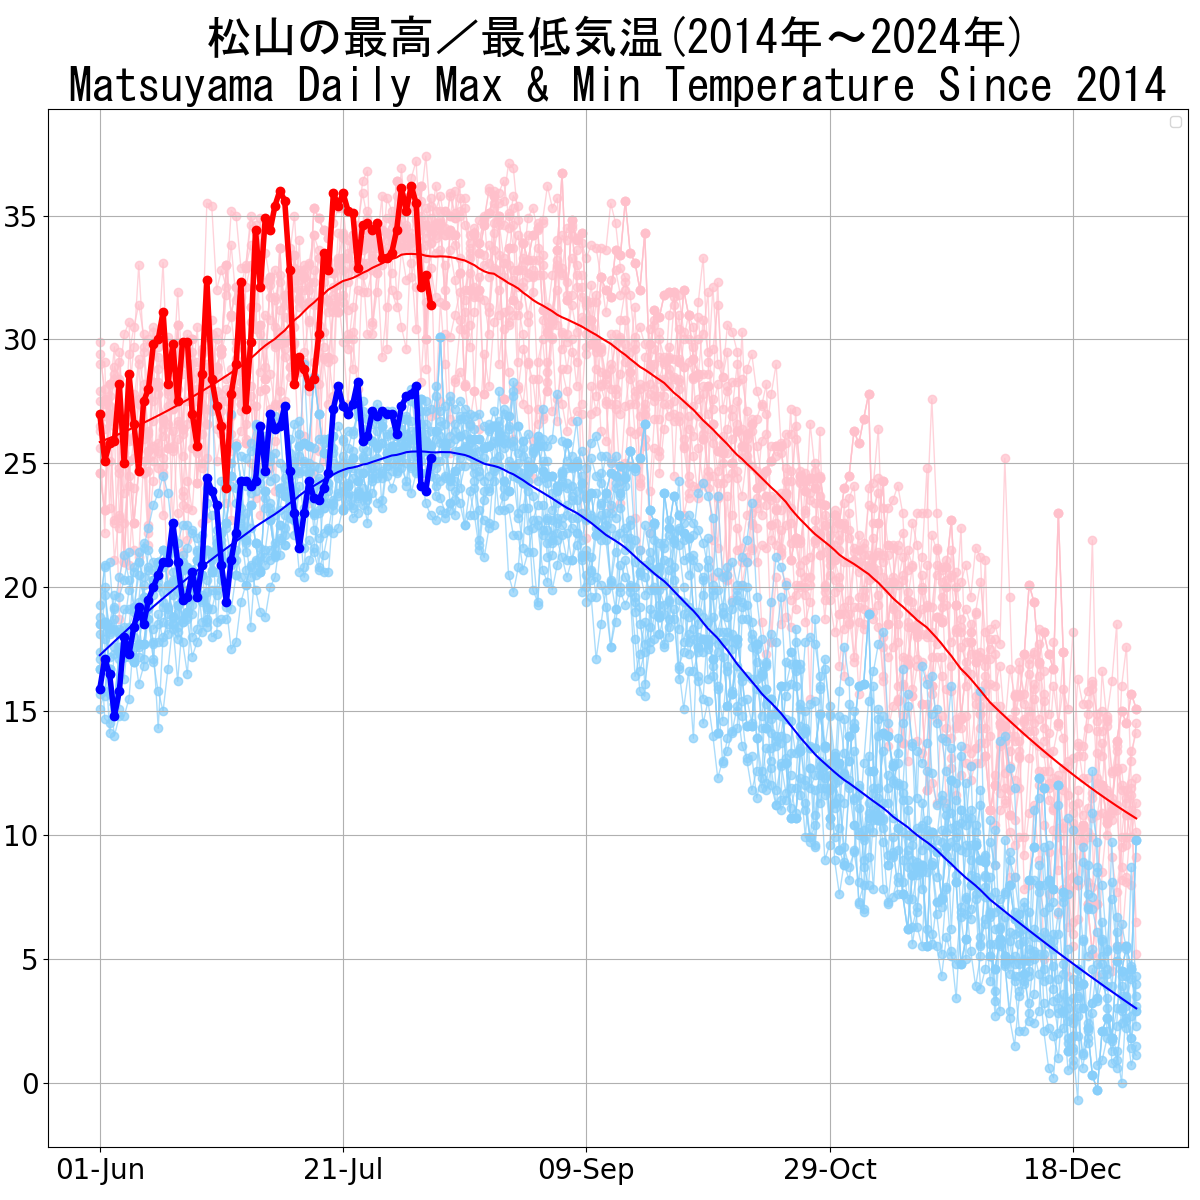 松山の最高／最低気温(2014年～2024年)
Matsuyama Daily Max & Min Temperature Since 2014
35
30
25
20
15
10
5
0
01-Jun 21-Jul 09-Sep 29-Oct 18-Dec